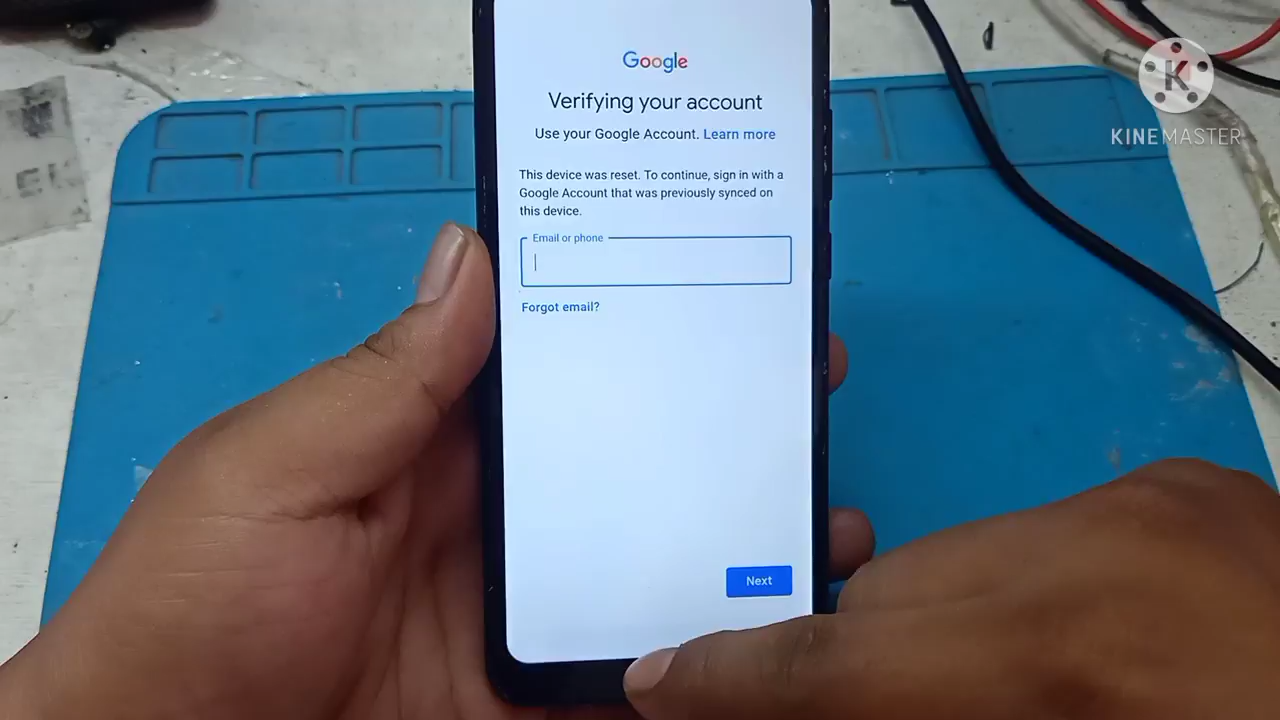 Google
Verifying your account
Use your Google Account. Learn more
This device was reset. To continue, sign in with a
Google Account that was previously synced on
this device.
Email or phone
Forgot email?
Next
K
KINEMASTER